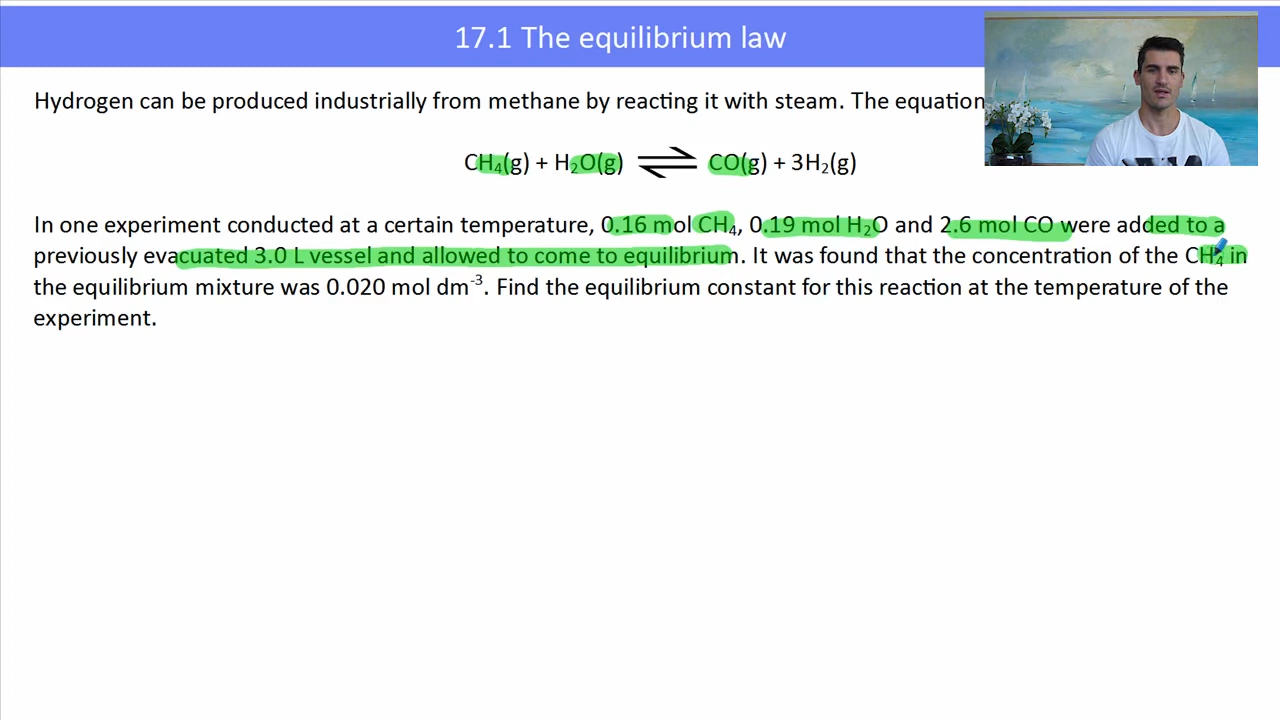 17.1 The equilibrium law
Hydrogen can be produced industrially from methane by reacting it with steam. The equation
CH₄(g) + H₂O(g) ⇌ CO(g) + 3H₂(g)
In one experiment conducted at a certain temperature, 0.16 mol CH₄, 0.19 mol H₂O and 2.6 mol CO were added to a
previously evacuated 3.0 L vessel and allowed to come to equilibrium. It was found that the concentration of the CH₄ in
the equilibrium mixture was 0.020 mol dm⁻³. Find the equilibrium constant for this reaction at the temperature of the
experiment.